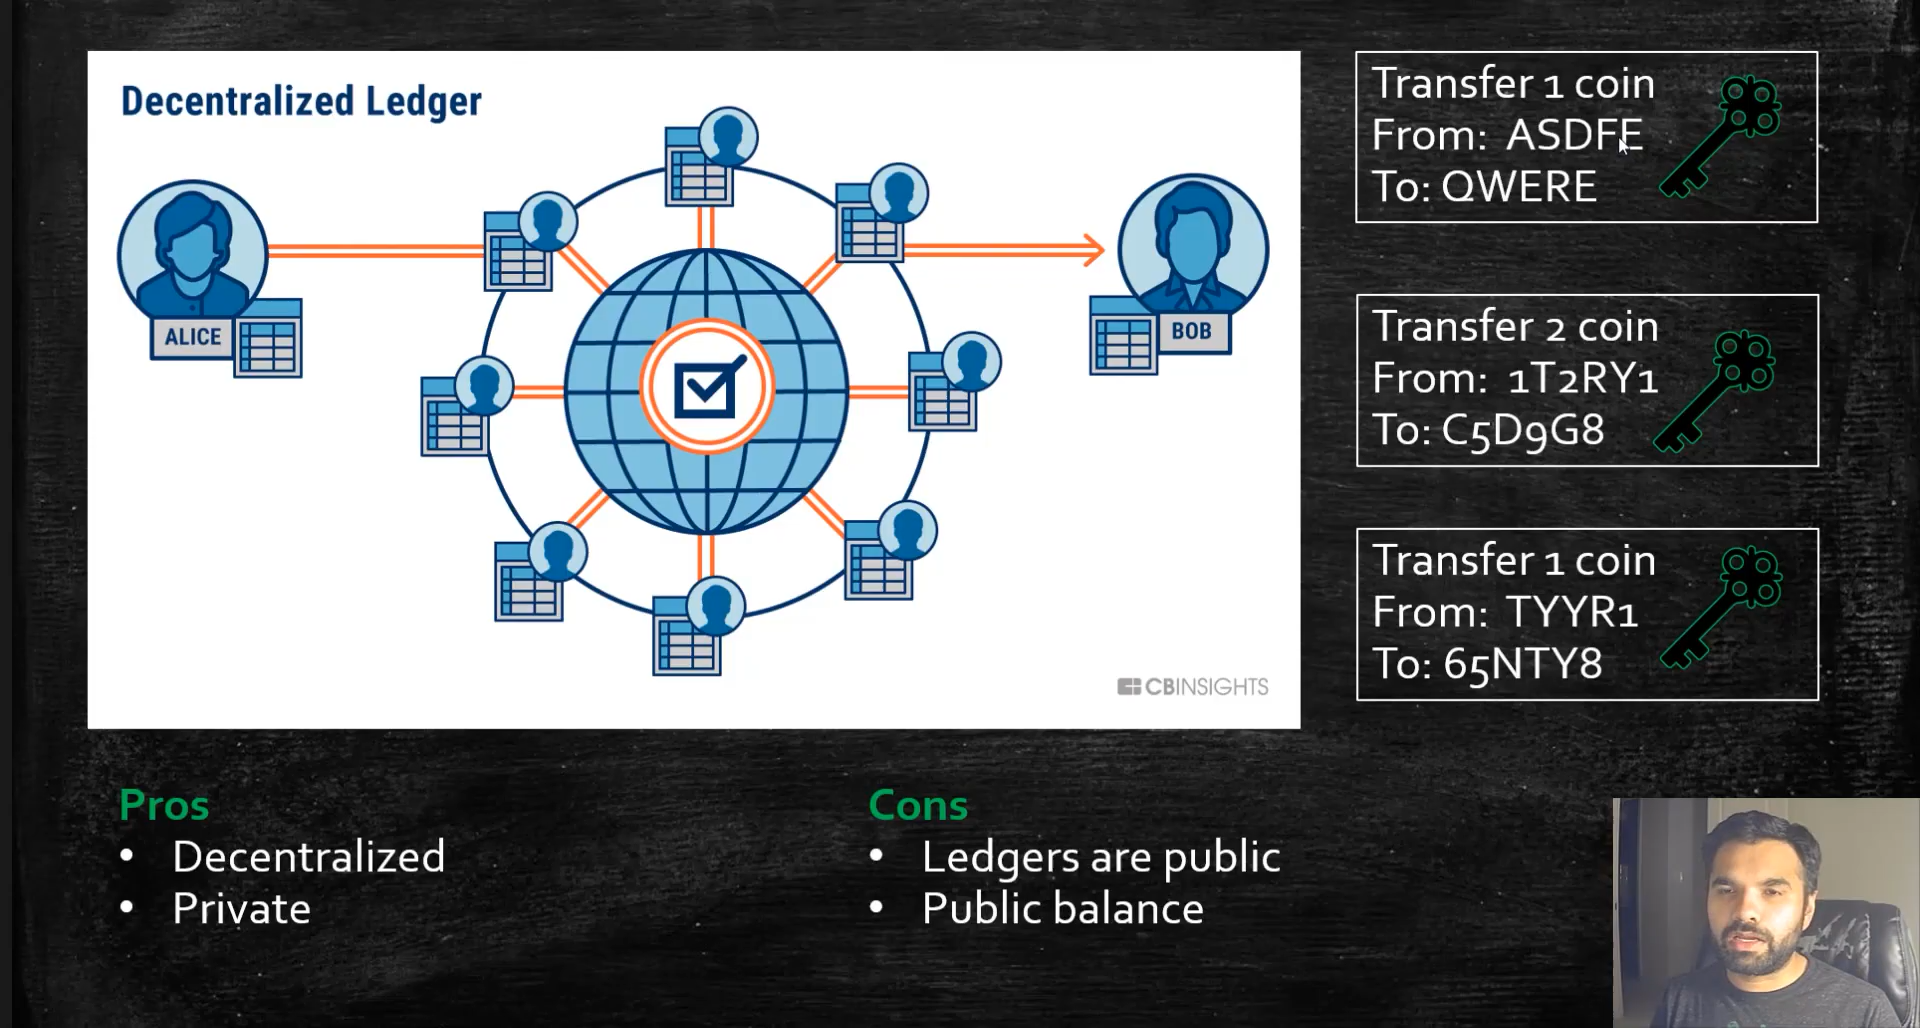 Decentralized Ledger
ALICE
BOB
CBINSIGHTS
Transfer 1 coin
From: ASDFE
To: QWERE
Transfer 2 coin
From: 1T2RY1
To: C5D9G8
Transfer 1 coin
From: TYYR1
To: 65NTY8
Pros
• Decentralized
• Private
Cons
• Ledgers are public
• Public balance